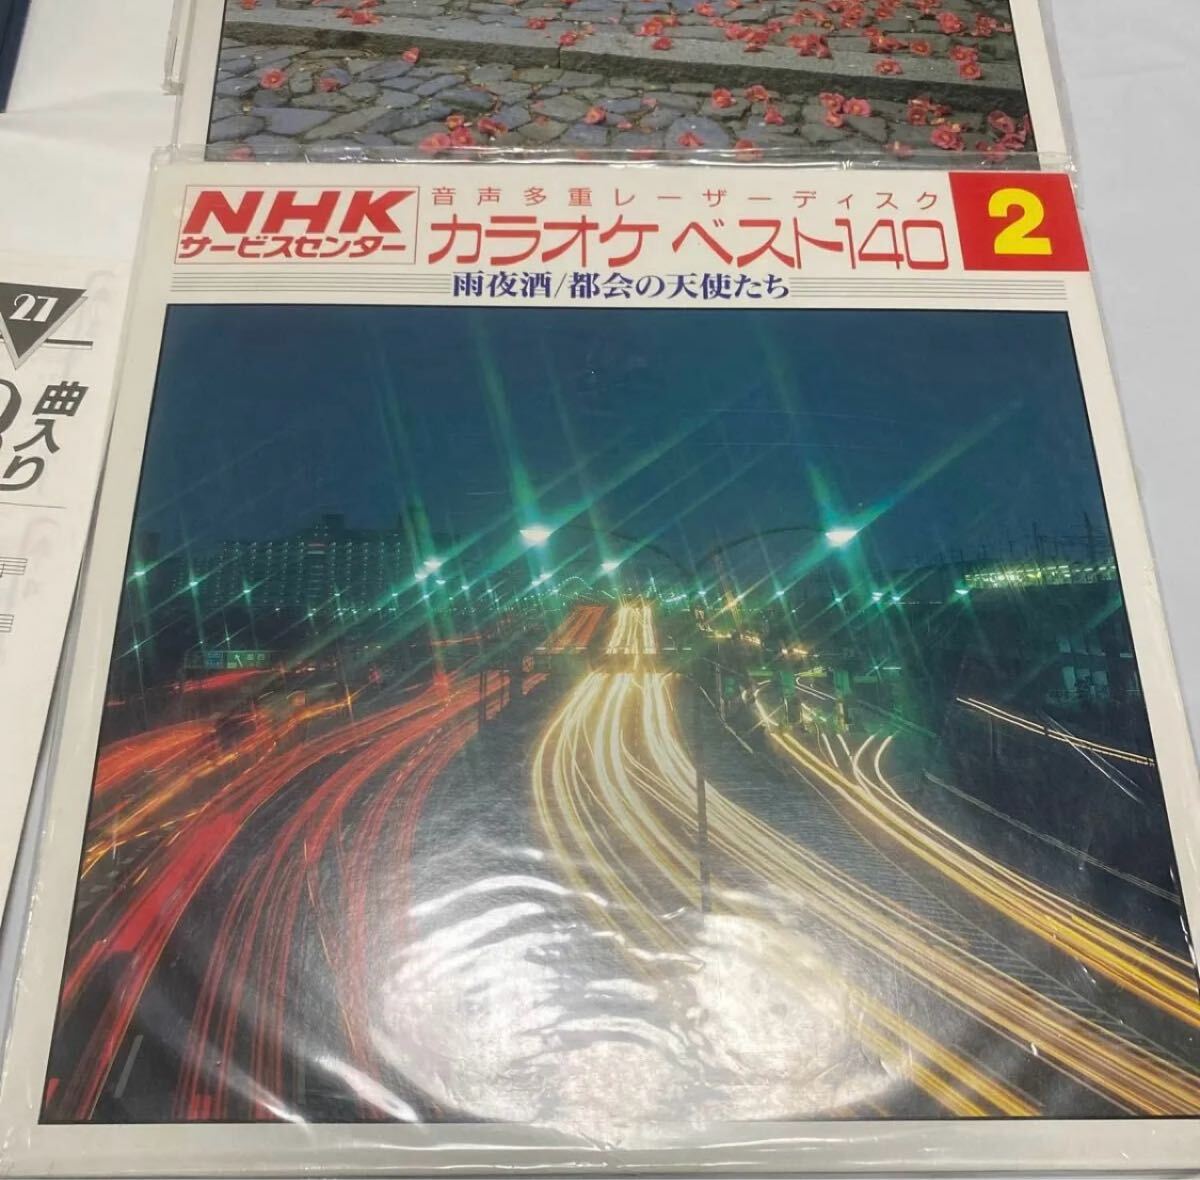 NHK
サービスセンター
音声多重レーザーディスク
カラオケ ベスト140
2
雨夜酒/都会の天使たち
27
曲入り